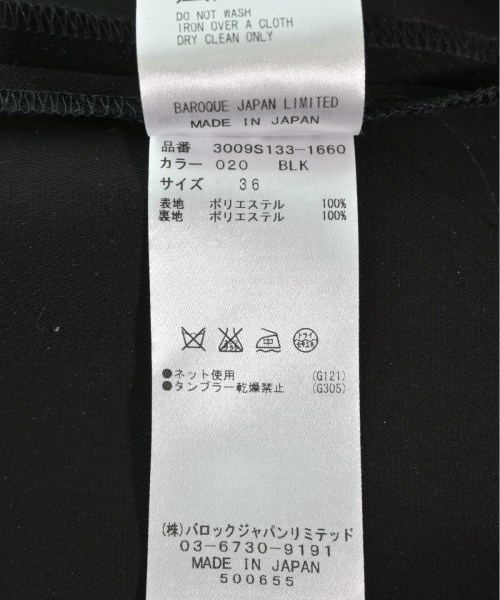 DO NOT WASH
IRON OVER A CLOTH
DRY CLEAN ONLY
BAROQUE JAPAN LIMITED
MADE IN JAPAN
品番 3009S133-1660
カラー 020 BLK
サイズ 36
表地 ポリエステル 100%
裏地 ポリエステル 100%
中 ドライ
●ネット使用 (G121)
●タンブラー乾燥禁止 (G305)
(株)バロックジャパンリミテッド
03-6730-9191
MADE IN JAPAN
500655